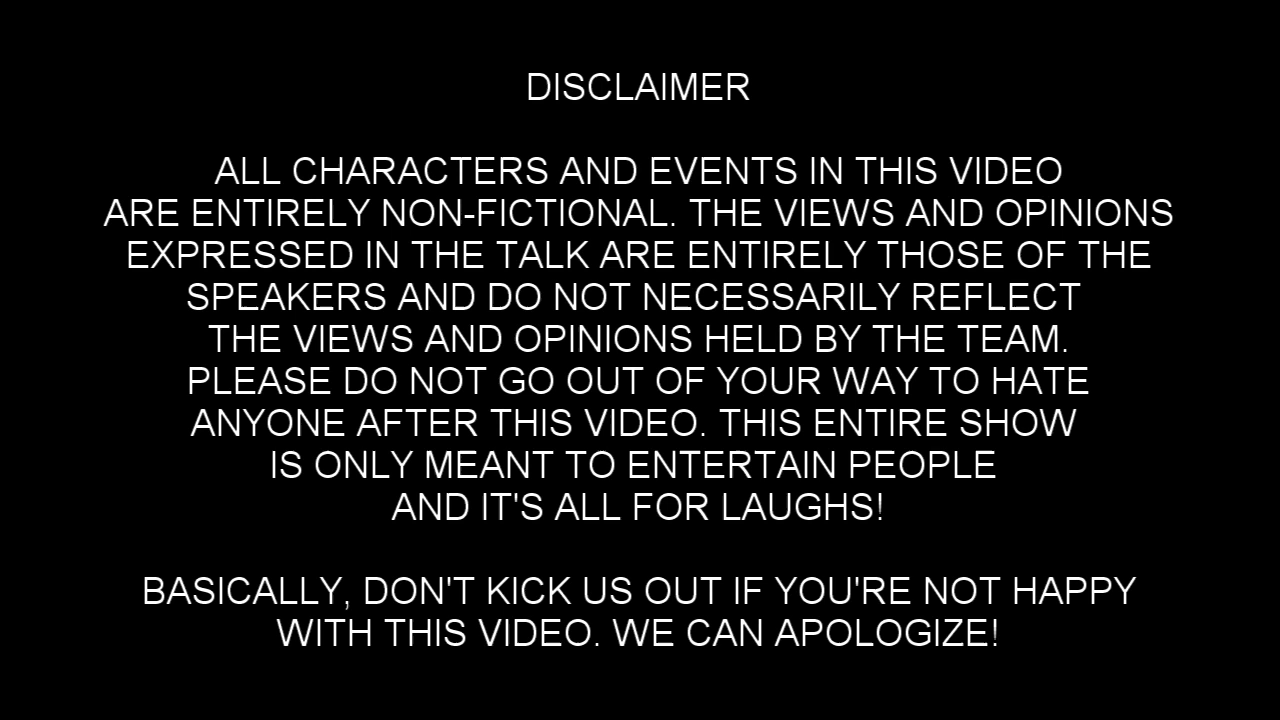 DISCLAIMER
ALL CHARACTERS AND EVENTS IN THIS VIDEO
ARE ENTIRELY NON-FICTIONAL. THE VIEWS AND OPINIONS
EXPRESSED IN THE TALK ARE ENTIRELY THOSE OF THE
SPEAKERS AND DO NOT NECESSARILY REFLECT
THE VIEWS AND OPINIONS HELD BY THE TEAM.
PLEASE DO NOT GO OUT OF YOUR WAY TO HATE
ANYONE AFTER THIS VIDEO. THIS ENTIRE SHOW
IS ONLY MEANT TO ENTERTAIN PEOPLE
AND IT'S ALL FOR LAUGHS!
BASICALLY, DON'T KICK US OUT IF YOU'RE NOT HAPPY
WITH THIS VIDEO. WE CAN APOLOGIZE!